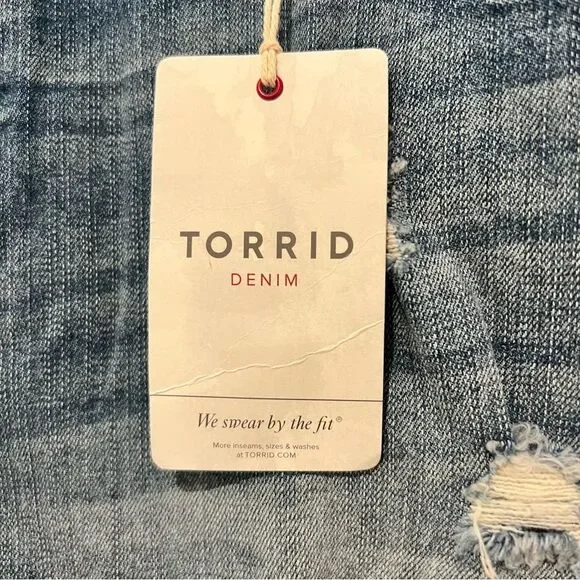 TORRID
DENIM
We swear by the fit®
More inseams, sizes & washes
at TORRID.COM